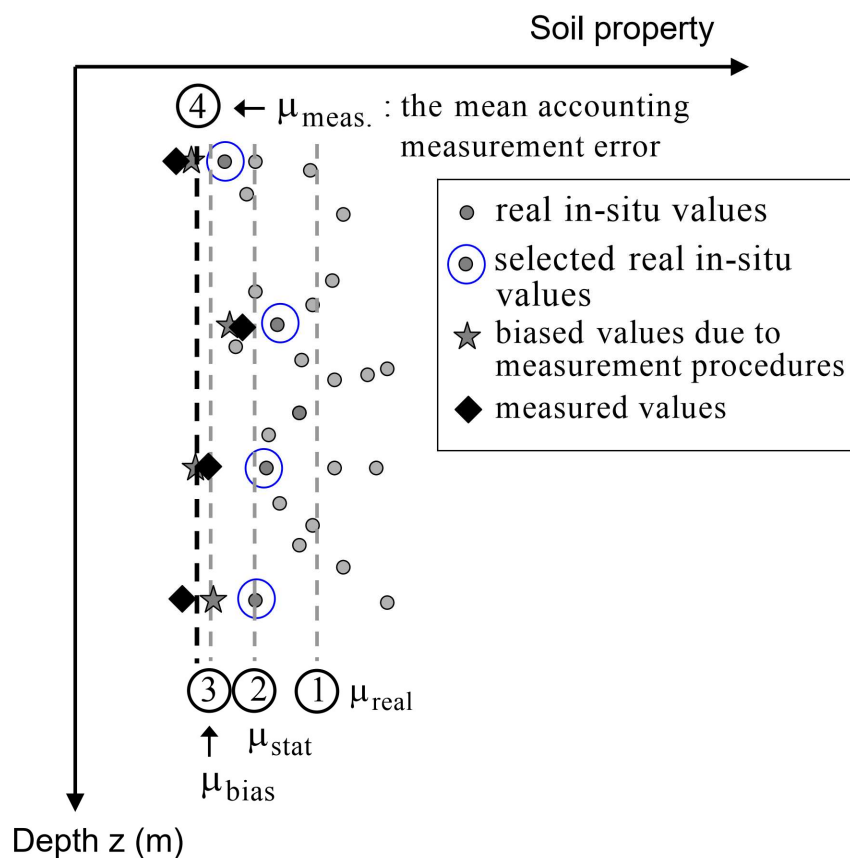 Soil property
④ ← μmeas. : the mean accounting
measurement error
real in-situ values
selected real in-situ
values
biased values due to
measurement procedures
measured values
③ ② ① μreal
μstat
μbias
Depth z (m)